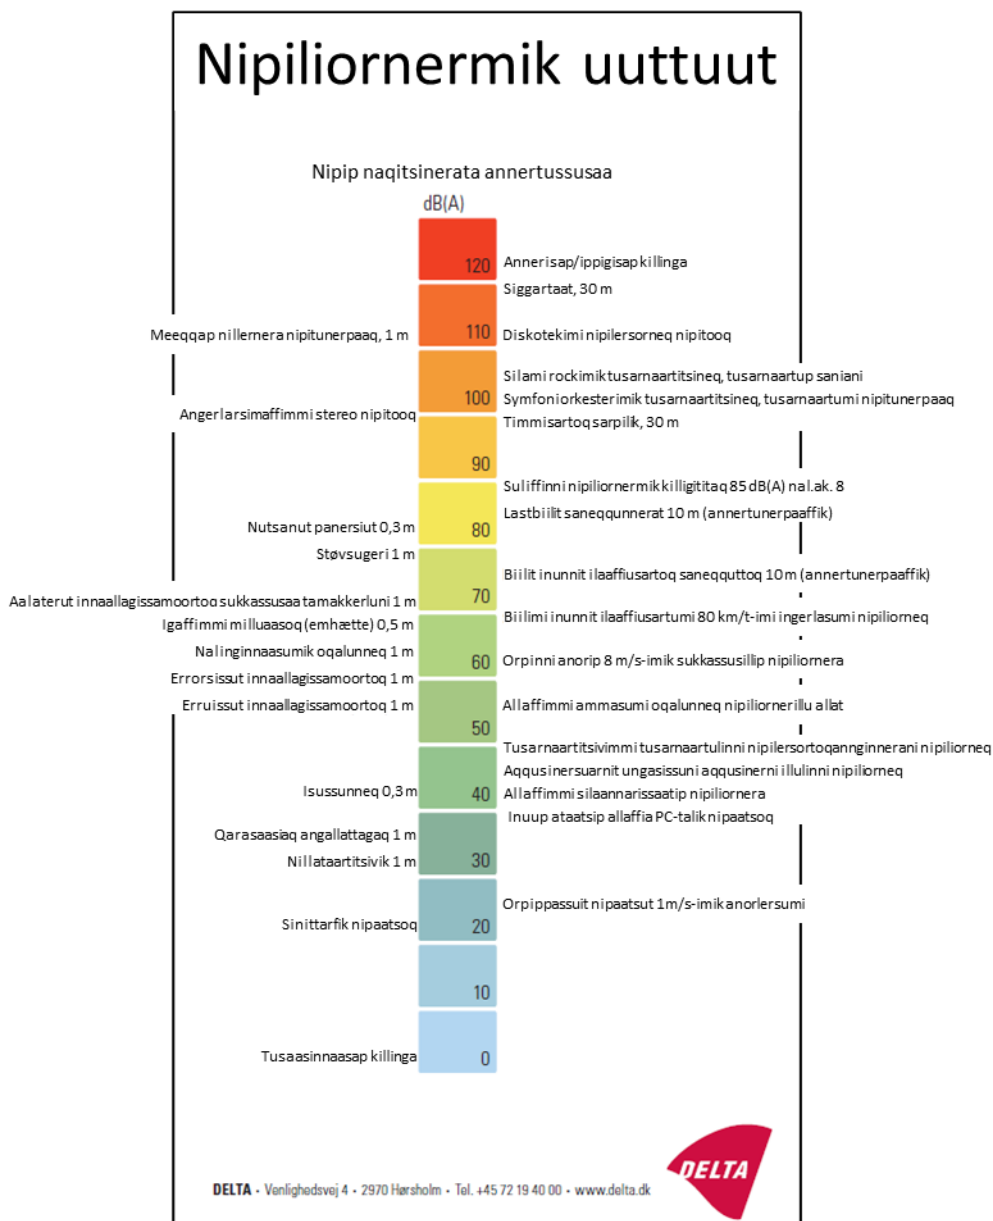 Nipiliornermik uuttuut
Nipip naqitsinerata annertussusaa
dB(A)
120
Annerisap/ippigisap killinga
Siggartaat, 30 m
Meeqqap nillernera nipitunerpaaq, 1 m
110
Diskotekimi nipilersorneq nipitooq
Silami rockimik tusarnaartitsineq, tusarnaartup saniani
100
Symfoniorkesterimik tusarnaartitsineq, tusarnaartumi nipitunerpaaq
Angerlarsimaffimmi stereo nipitooq
Timmisartoq sarpilik, 30 m
90
Suliffinni nipiliornermik killigititaq 85 dB(A) nal.ak. 8
Lastbiilit saneqqunnerat 10 m (annertunerpaaffik)
Nutsanut panersiut 0,3 m
80
Støvsugeri 1 m
Biilit inunnit ilaaffiusartoq saneqquttoq 10 m (annertunerpaaffik)
70
Aalaterut innaallagissamoortoq sukkassusaa tamakkerluni 1 m
Biilimi inunnit ilaaffiusartumi 80 km/t-imi ingerlasumi nipiliorneq
Igaffimmi milluaasoq (emhætte) 0,5 m
Nalinginnaasumik oqalunneq 1 m
60
Orpinni anorip 8 m/s-imik sukkassusillip nipiliornera
Errorsissut innaallagissamoortoq 1 m
Erruissut innaallagissamoortoq 1 m
Allaffimmi ammasumi oqalunneq nipiliornerillu allat
50
Tusarnaartitsivimmi tusarnaartulinni nipilersortoqannginnerani nipiliorneq
Aqqusinersuarnit ungasissuni aqqusinerni illulinni nipiliorneq
Isussunneq 0,3 m
40
Allaffimmi silaannarissaatip nipiliornera
Inuup ataatsip allaffia PC-talik nipaatsoq
Qarasaasiaq angallattagaq 1 m
Nillataartitsivik 1 m
30
Orpippassuit nipaatsut 1m/s-imik anorlersumi
Sinittarfik nipaatsoq
20
10
Tusaasinnaasap killinga
0
DELTA
DELTA · Venlighedsvej 4 · 2970 Hørsholm · Tel. +45 72 19 40 00 · www.delta.dk